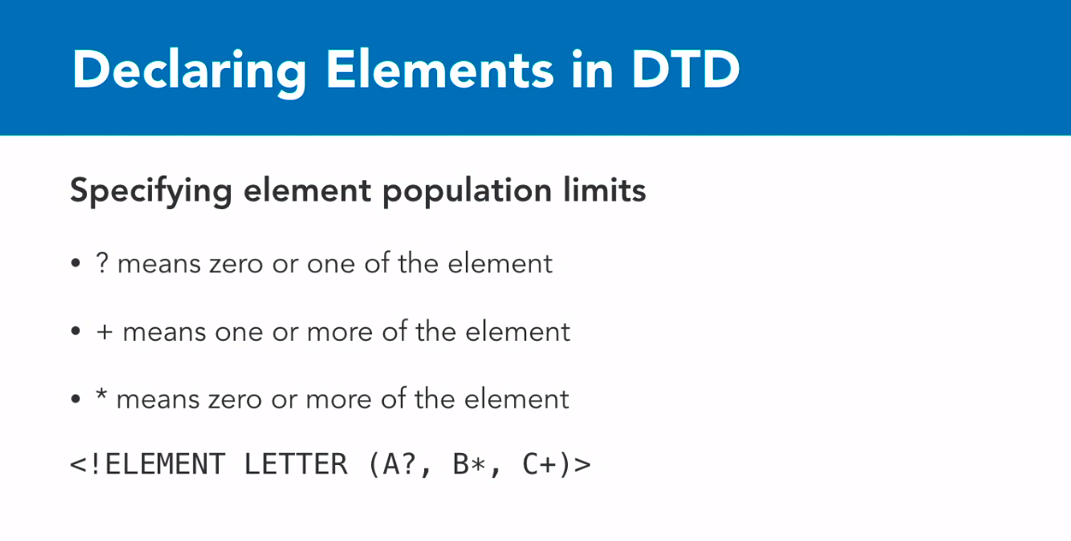 Declaring Elements in DTD
Specifying element population limits
• ? means zero or one of the element
• + means one or more of the element
• * means zero or more of the element
<!ELEMENT LETTER (A?, B*, C+)>